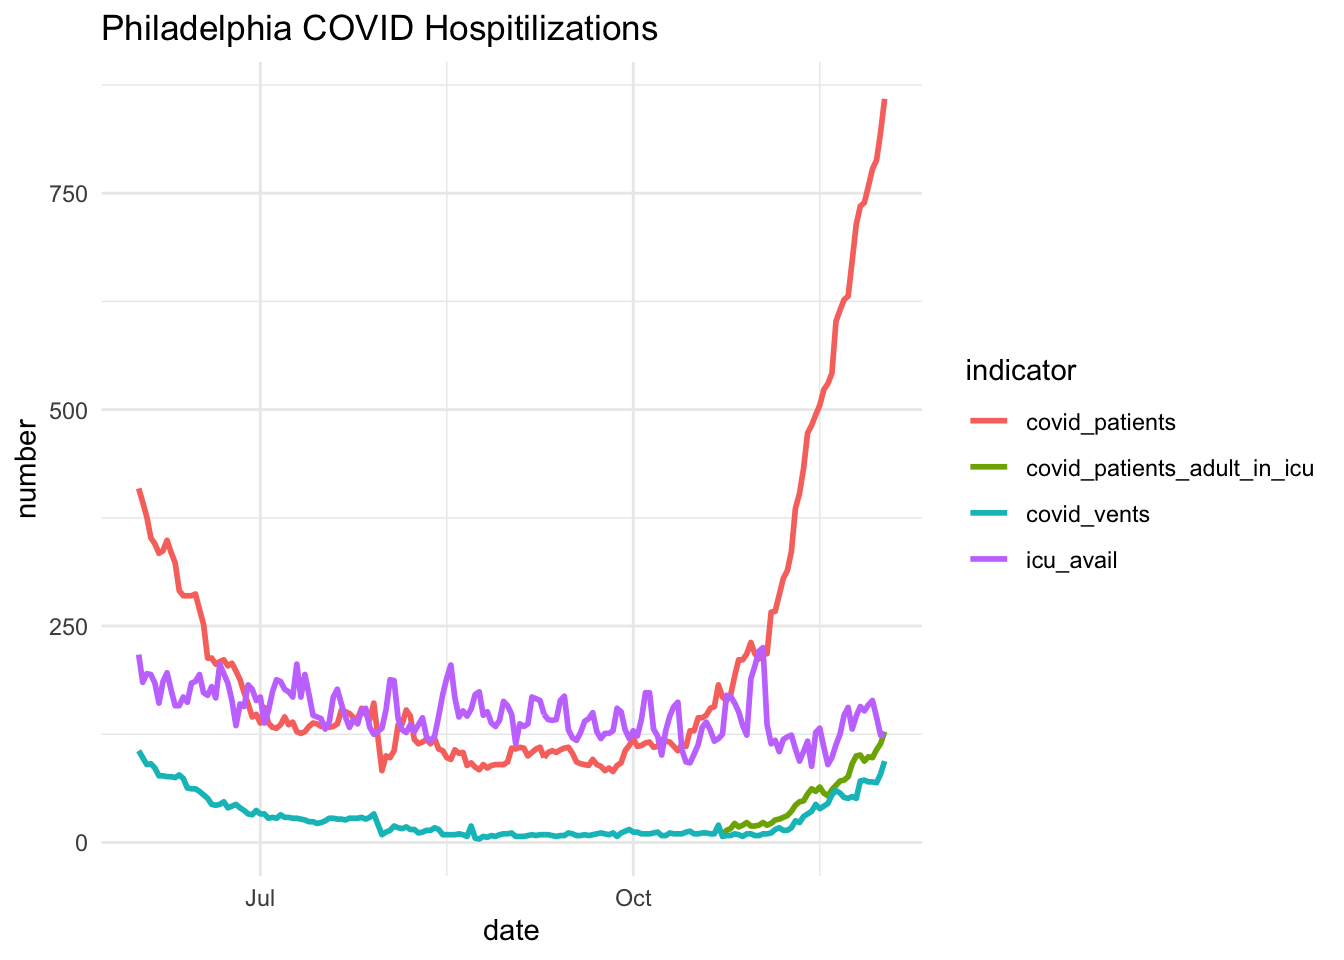 Philadelphia COVID Hospitilizations
750
500
250
0
number
Jul
Oct
date
indicator
covid_patients
covid_patients_adult_in_icu
covid_vents
icu_avail